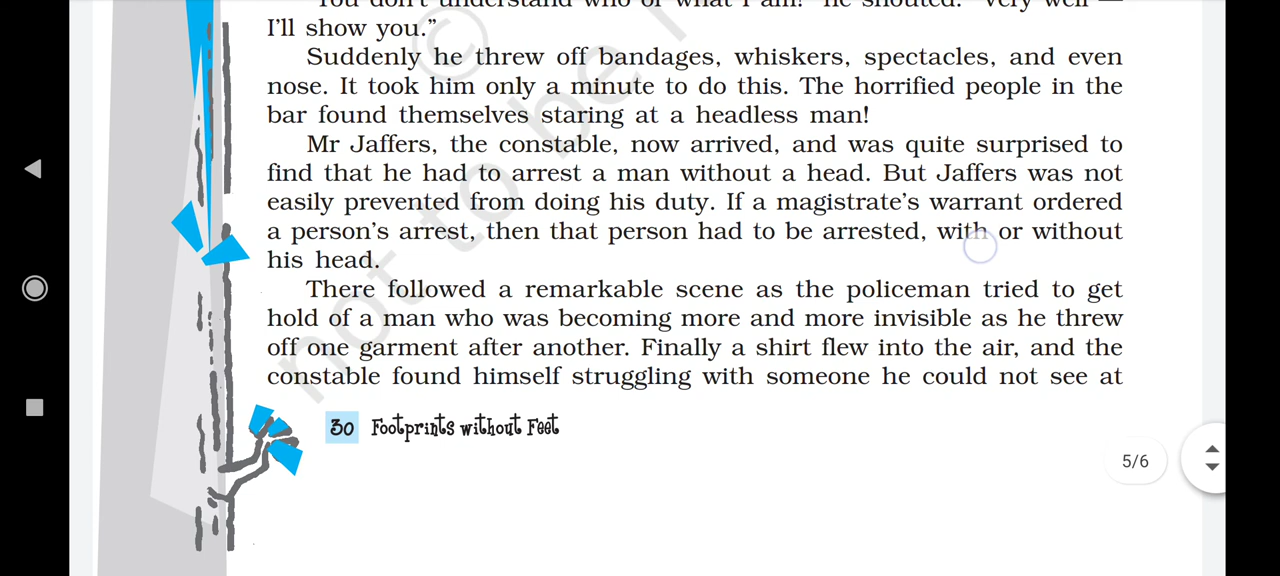 I'll show you.”
Suddenly he threw off bandages, whiskers, spectacles, and even
nose. It took him only a minute to do this. The horrified people in the
bar found themselves staring at a headless man!
Mr Jaffers, the constable, now arrived, and was quite surprised to
find that he had to arrest a man without a head. But Jaffers was not
easily prevented from doing his duty. If a magistrate's warrant ordered
a person's arrest, then that person had to be arrested, with or without
his head.
There followed a remarkable scene as the policeman tried to get
hold of a man who was becoming more and more invisible as he threw
off one garment after another. Finally a shirt flew into the air, and the
constable found himself struggling with someone he could not see at
30 Footprints without Feet
5/6
© not to be